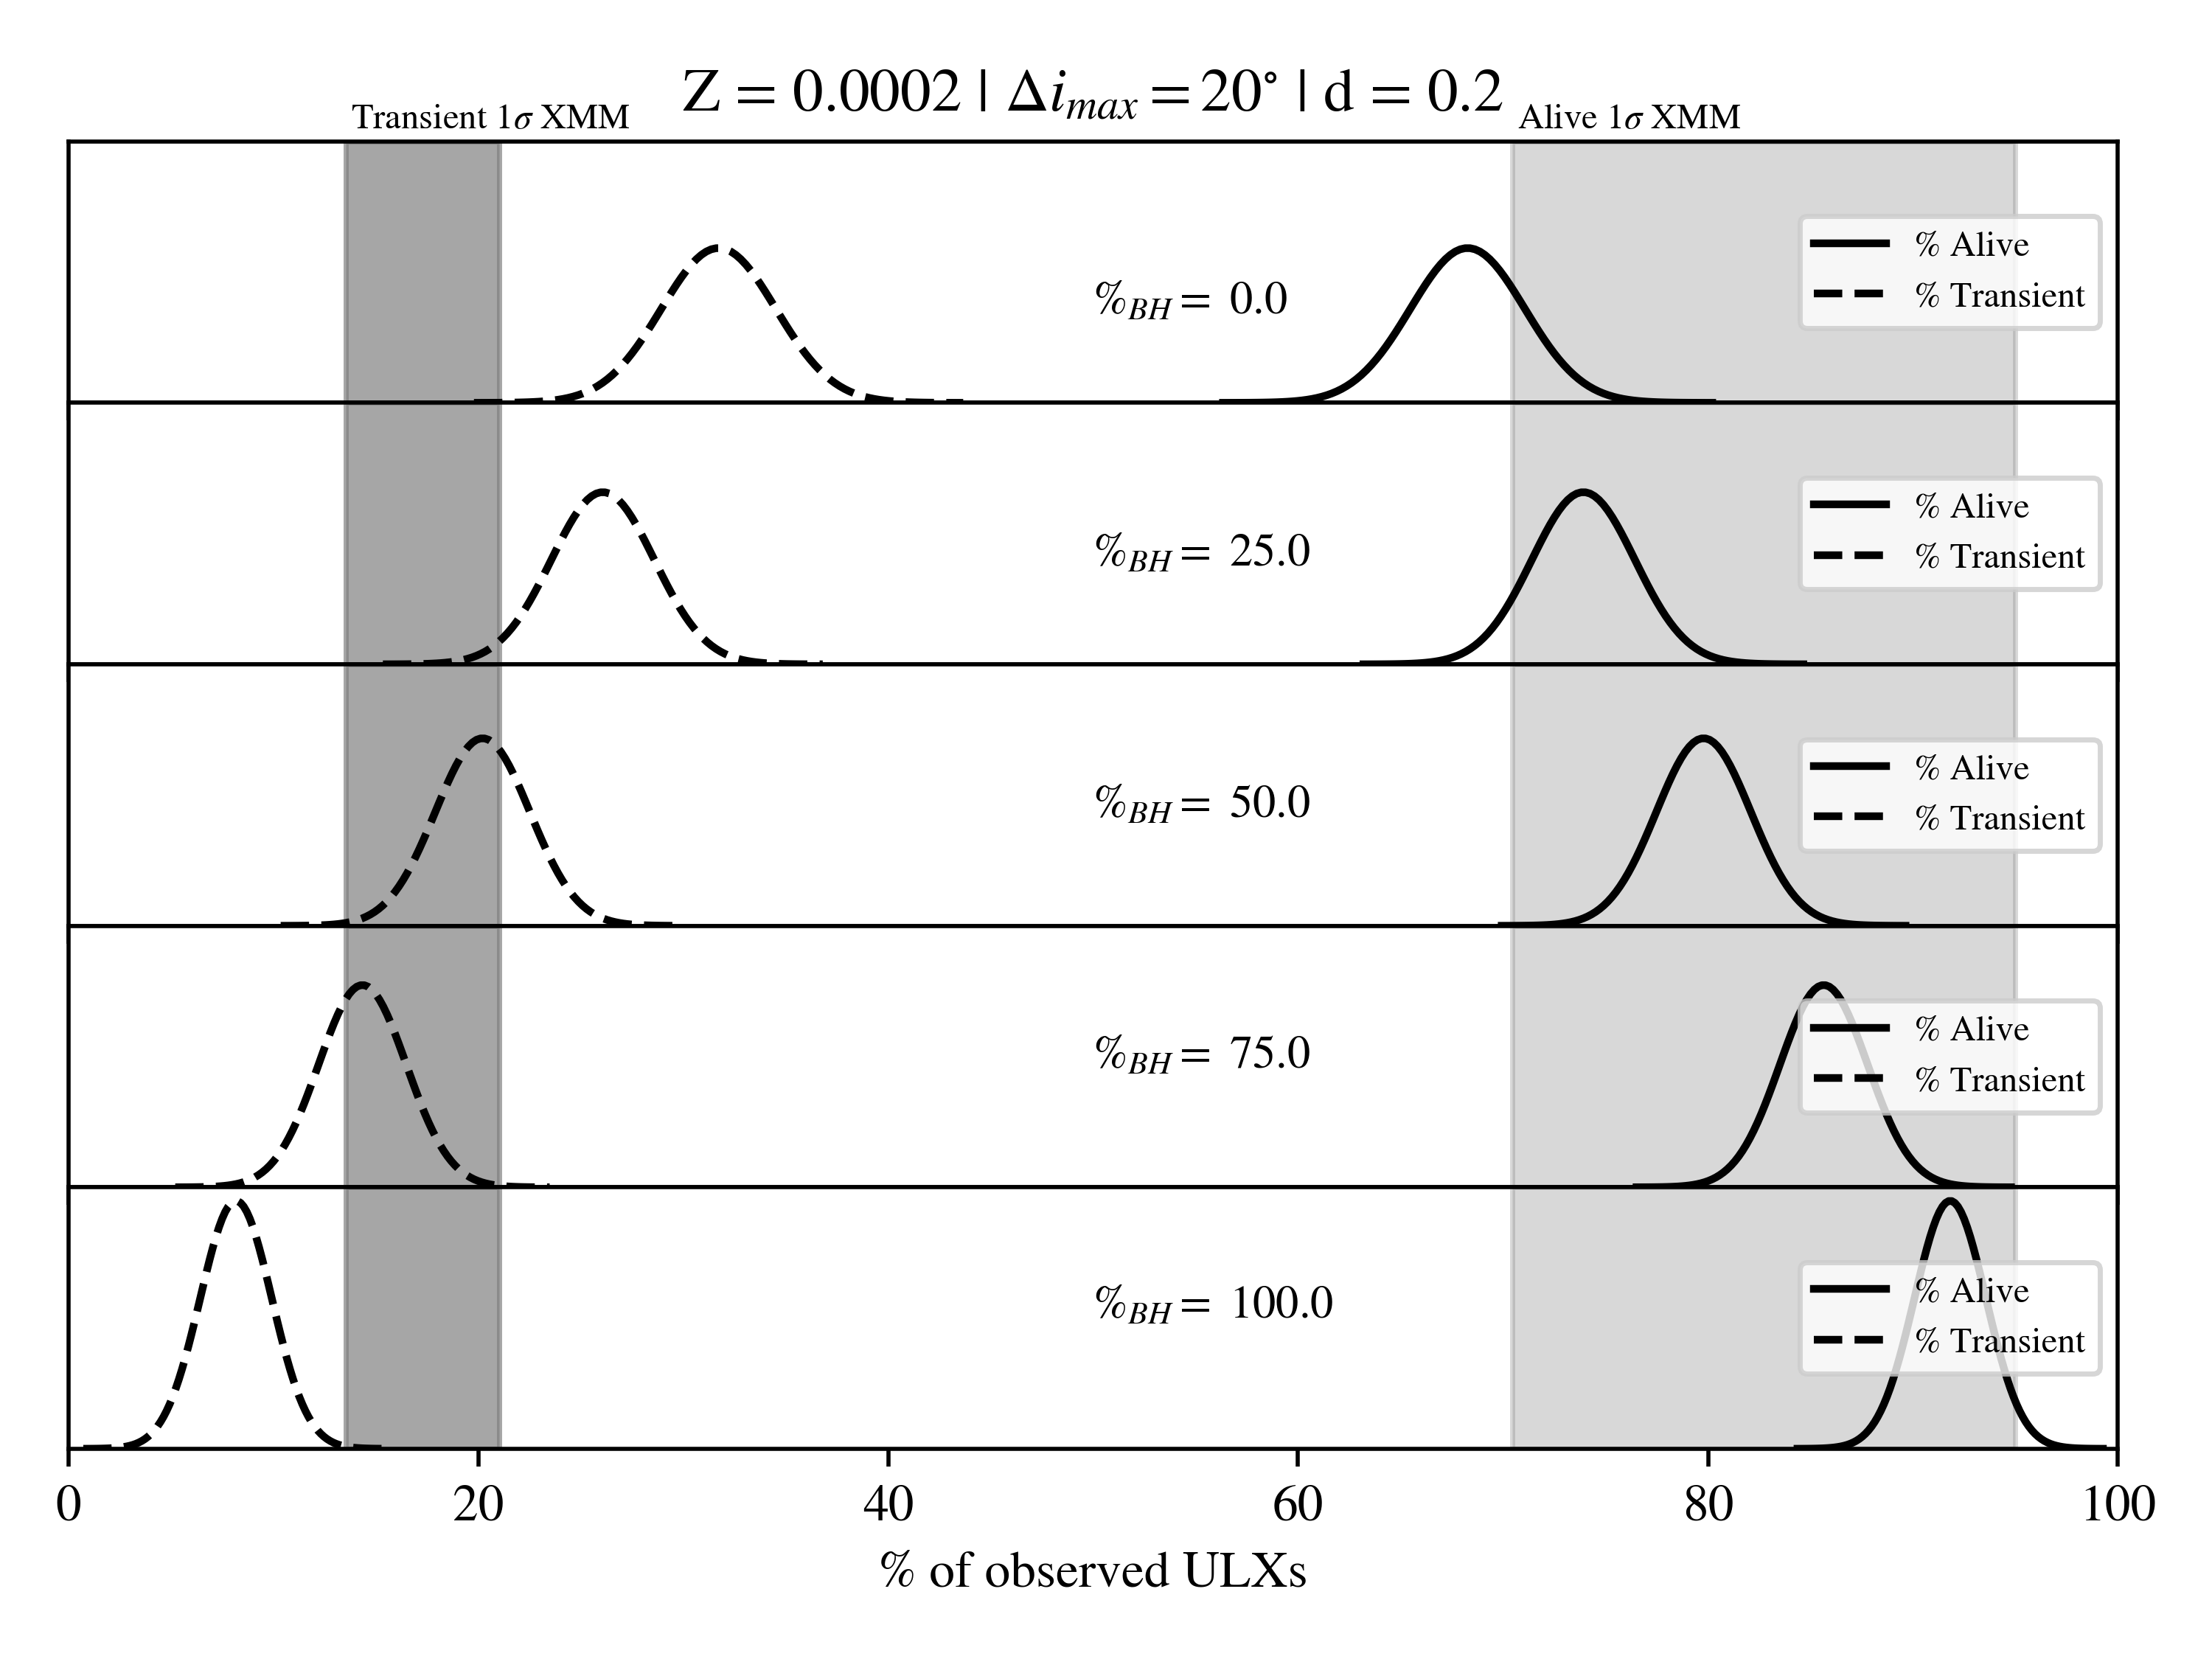 Z = 0.0002 | Δi_max = 20° | d = 0.2
Transient 1σ XMM
Alive 1σ XMM
%_BH = 0.0
% Alive
% Transient
%_BH = 25.0
% Alive
% Transient
%_BH = 50.0
% Alive
% Transient
%_BH = 75.0
% Alive
% Transient
%_BH = 100.0
% Alive
% Transient
0 20 40 60 80 100
% of observed ULXs